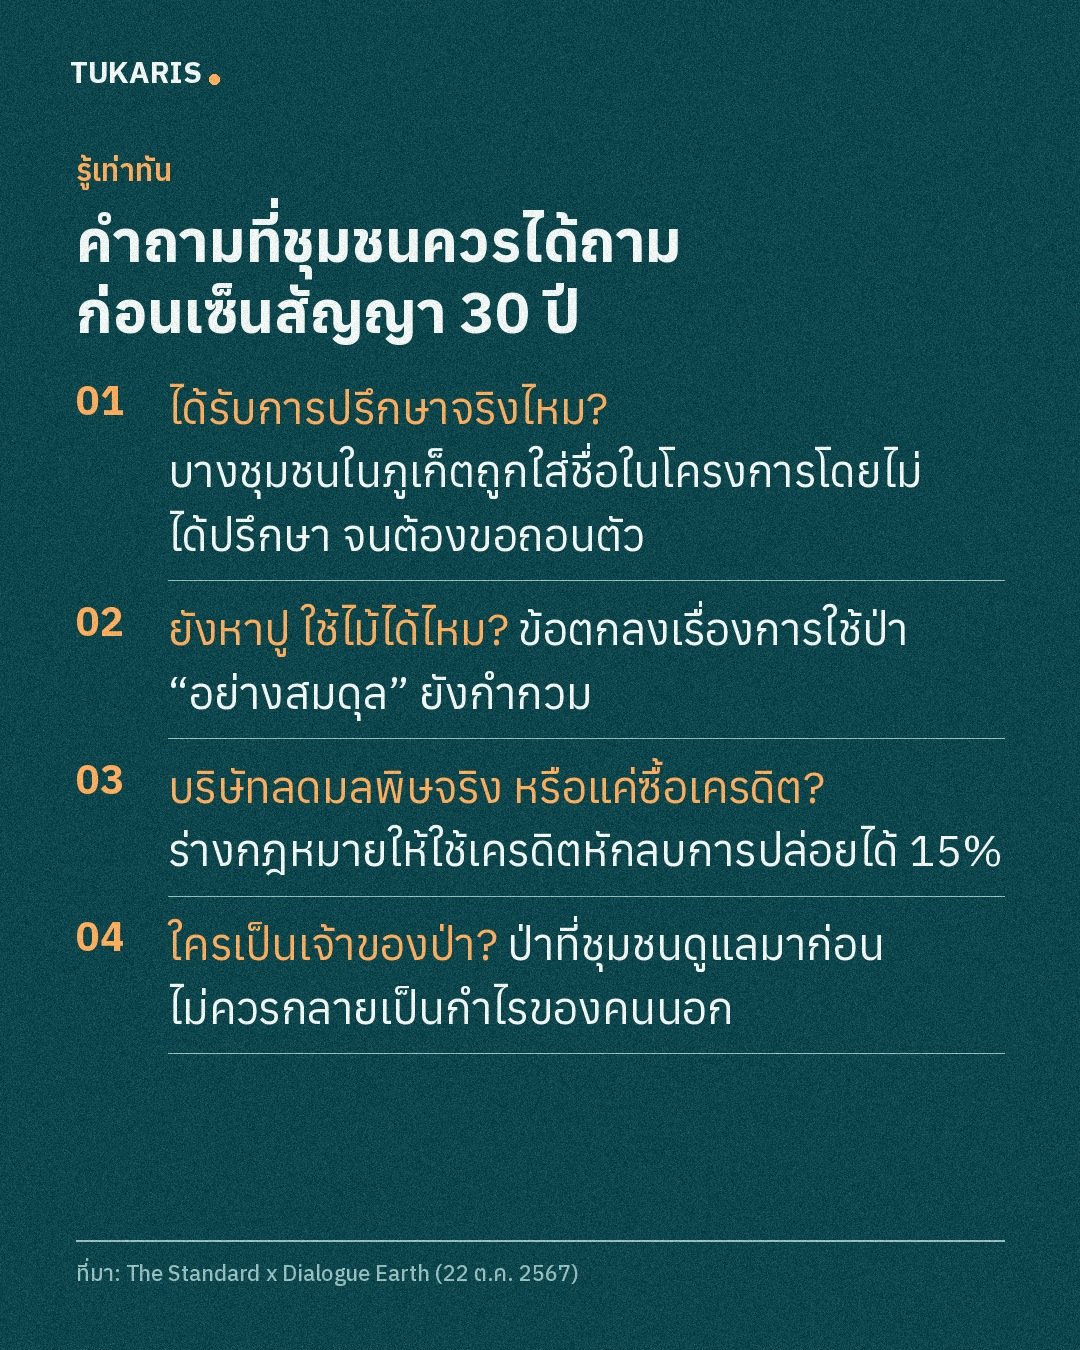 TUKARIS.
รู้เท่าทัน
คำถามที่ชุมชนควรได้ถาม
ก่อนเซ็นสัญญา 30 ปี
01 ได้รับการปรึกษาจริงไหม?
บางชุมชนในภูเก็ตถูกใส่ชื่อในโครงการโดยไม่
ได้ปรึกษา จนต้องขอถอนตัว
02 ยังหาปู ใช้ไม้ได้ไหม? ข้อตกลงเรื่องการใช้ป่า
“อย่างสมดุล” ยังกำกวม
03 บริษัทลดมลพิษจริง หรือแค่ซื้อเครดิต?
ร่างกฎหมายให้ใช้เครดิตหักลบการปล่อยได้ 15%
04 ใครเป็นเจ้าของป่า? ป่าที่ชุมชนดูแลมาก่อน
ไม่ควรกลายเป็นกำไรของคนนอก
ที่มา: The Standard x Dialogue Earth (22 ต.ค. 2567)